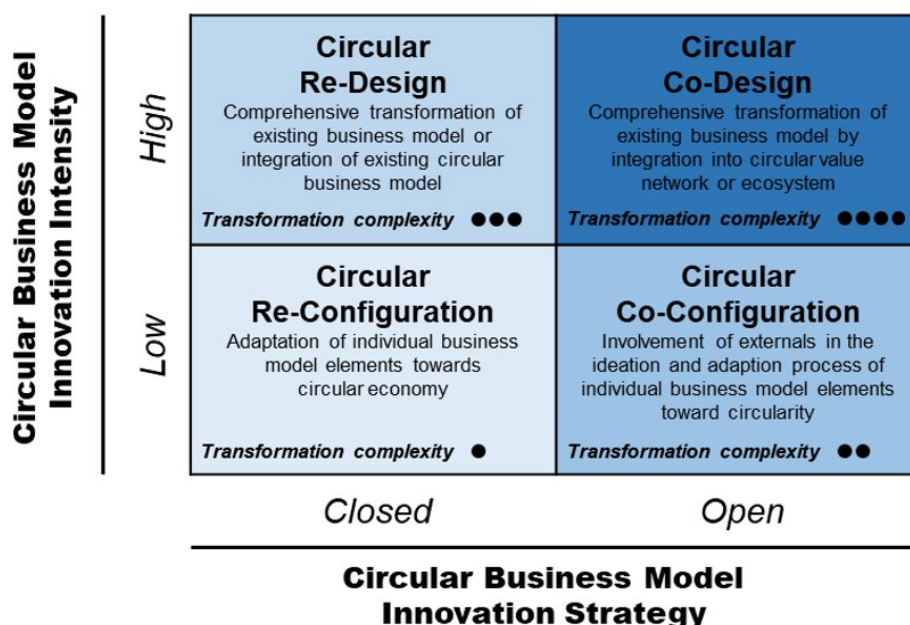 Circular Business Model
Innovation Intensity
High
Low
Circular
Re-Design
Comprehensive transformation of
existing business model or
integration of existing circular
business model
Transformation complexity ●●●
Circular
Co-Design
Comprehensive transformation of
existing business model by
integration into circular value
network or ecosystem
Transformation complexity ●●●●
Circular
Re-Configuration
Adaptation of individual business
model elements towards
circular economy
Transformation complexity ●
Circular
Co-Configuration
Involvement of externals in the
ideation and adaption process of
individual business model elements
toward circularity
Transformation complexity ●●
Closed
Open
Circular Business Model
Innovation Strategy